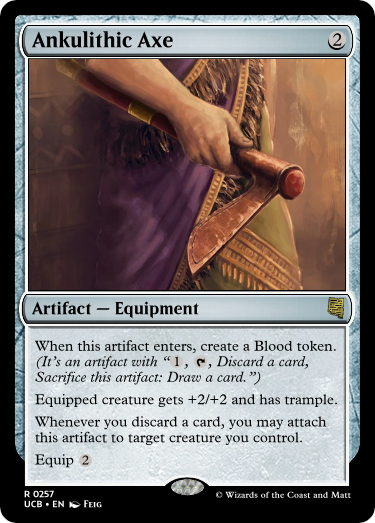 Ankulithic Axe 2
Artifact — Equipment
When this artifact enters, create a Blood token.
(It's an artifact with “1, , Discard a card,
Sacrifice this artifact: Draw a card.”)
Equipped creature gets +2/+2 and has trample.
Whenever you discard a card, you may attach
this artifact to target creature you control.
Equip 2
R 0257
UCB • EN Feig
© Wizards of the Coast and Matt